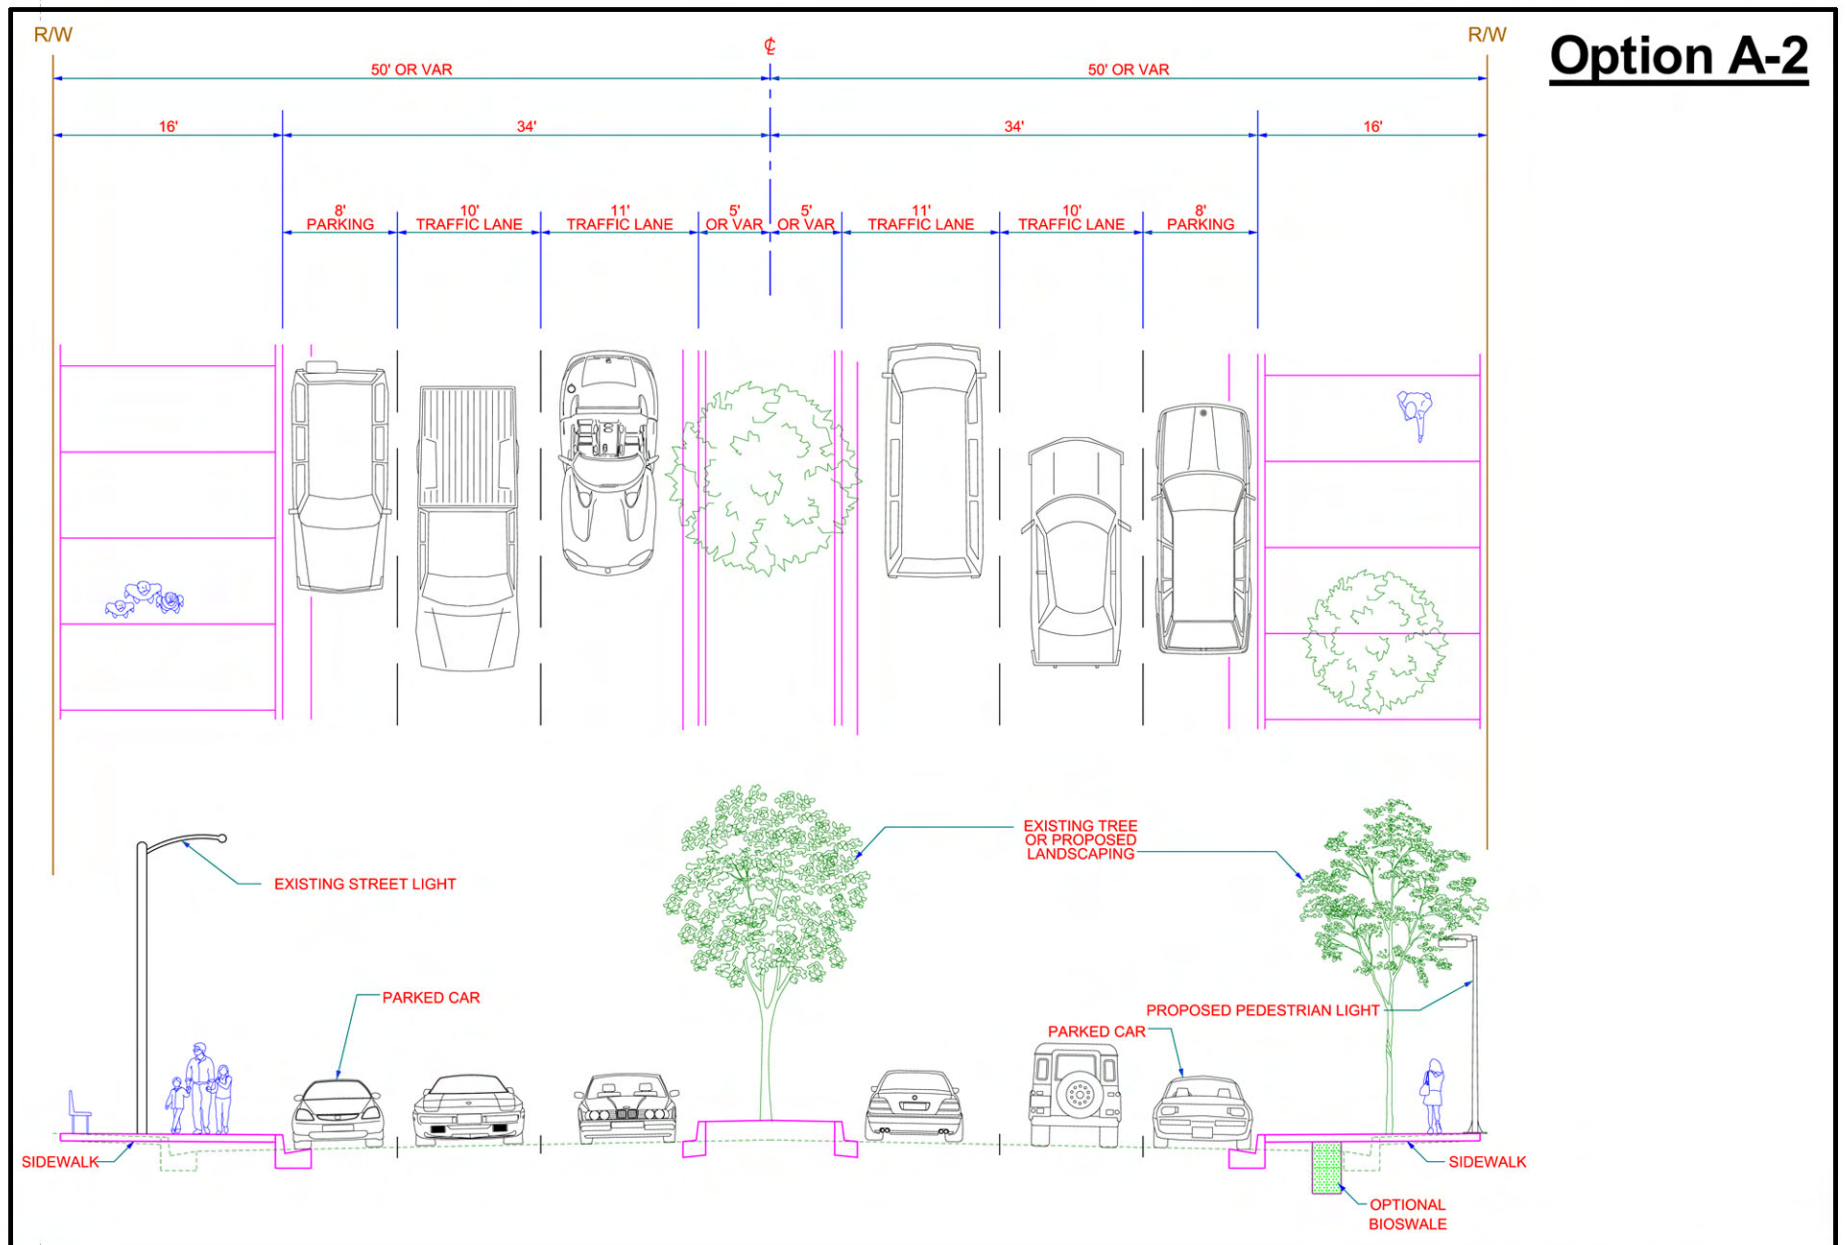 R/W
℄
R/W
Option A-2
50' OR VAR
50' OR VAR
16'
34'
34'
16'
8'
PARKING
10'
TRAFFIC LANE
11'
TRAFFIC LANE
5'
OR VAR
5'
OR VAR
11'
TRAFFIC LANE
10'
TRAFFIC LANE
8'
PARKING
EXISTING TREE
OR PROPOSED
LANDSCAPING
EXISTING STREET LIGHT
PARKED CAR
PROPOSED PEDESTRIAN LIGHT
PARKED CAR
SIDEWALK
SIDEWALK
OPTIONAL
BIOSWALE